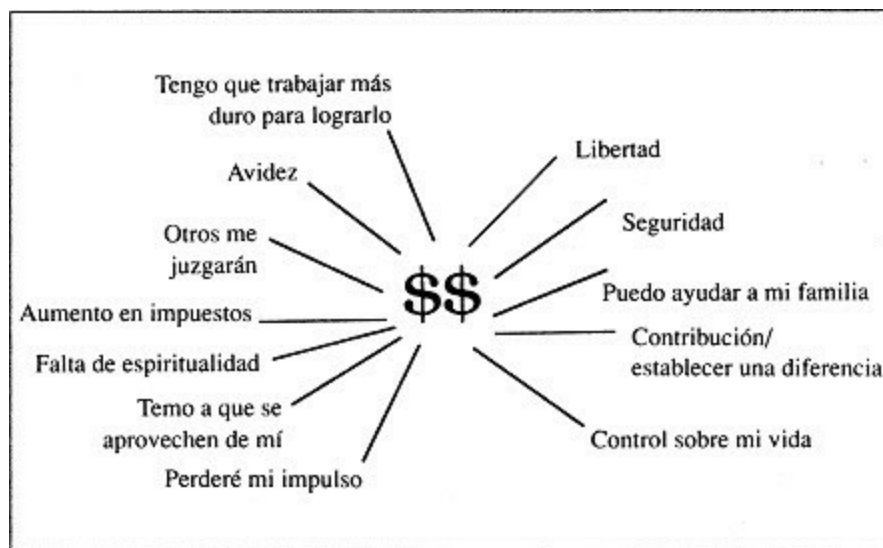 Tengo que trabajar más
duro para lograrlo
Avidez
Otros me
juzgarán
Aumento en impuestos
Falta de espiritualidad
Temo a que se
aprovechen de mí
Perderé mi impulso
$$
Libertad
Seguridad
Puedo ayudar a mi familia
Contribución/
establecer una diferencia
Control sobre mi vida